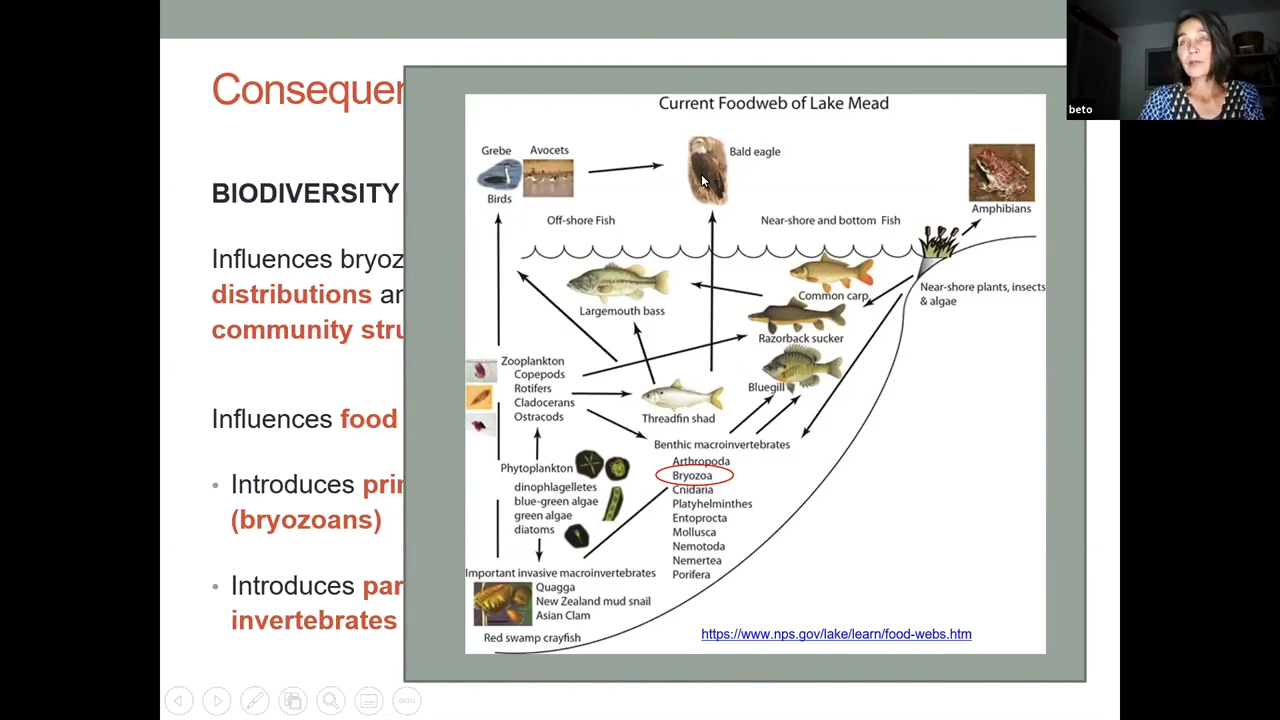 Consequen
BIODIVERSITY
Influences bryoz
distributions an
community stru
Influences food
• Introduces prim
(bryozoans)
• Introduces par
invertebrates
Current Foodweb of Lake Mead
Grebe
Avocets
Birds
Bald eagle
Amphibians
Off-shore Fish
Near-shore and bottom Fish
Largemouth bass
Common carp
Near-shore plants, insects
& algae
Razorback sucker
Zooplankton
Copepods
Rotifers
Cladocerans
Ostracods
Bluegill
Threadfin shad
Benthic macroinvertebrates
Arthropoda
Bryozoa
Cnidaria
Platyhelminthes
Entoprocta
Mollusca
Nemotoda
Nemertea
Porifera
Phytoplankton
dinophlagelletes
blue-green algae
green algae
diatoms
Important invasive macroinvertebrates
Quagga
New Zealand mud snail
Asian Clam
Red swamp crayfish
https://www.nps.gov/lake/learn/food-webs.htm
beto